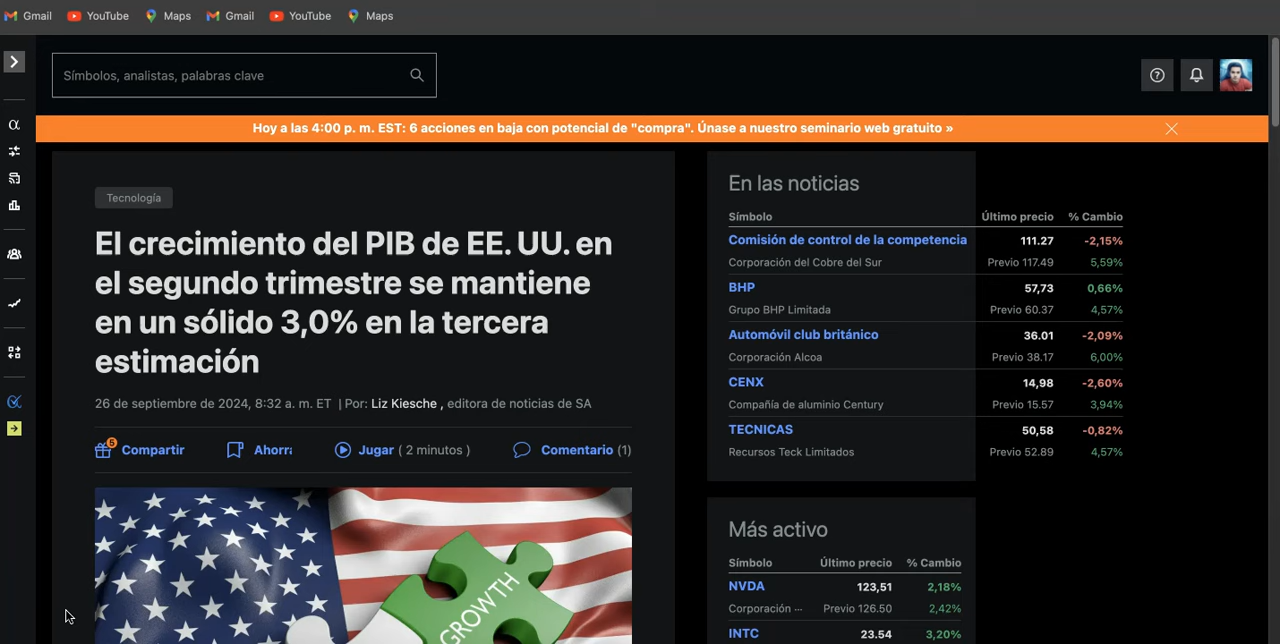 Gmail YouTube Maps Gmail YouTube Maps
Símbolos, analistas, palabras clave
Hoy a las 4:00 p. m. EST: 6 acciones en baja con potencial de "compra". Únase a nuestro seminario web gratuito »
Tecnología
El crecimiento del PIB de EE. UU. en
el segundo trimestre se mantiene
en un sólido 3,0% en la tercera
estimación
26 de septiembre de 2024, 8:32 a. m. ET | Por: Liz Kiesche , editora de noticias de SA
5 Compartir Ahorra Jugar ( 2 minutos ) Comentario (1)
GROWTH
En las noticias
Símbolo Último precio % Cambio
Comisión de control de la competencia 111.27 -2,15%
Corporación del Cobre del Sur Previo 117.49 5,59%
BHP 57,73 0,66%
Grupo BHP Limitada Previo 60.37 4,57%
Automóvil club británico 36.01 -2,09%
Corporación Alcoa Previo 38.17 6,00%
CENX 14,98 -2,60%
Compañía de aluminio Century Previo 15.57 3,94%
TECNICAS 50,58 -0,82%
Recursos Teck Limitados Previo 52.89 4,57%
Más activo
Símbolo Último precio % Cambio
NVDA 123,51 2,18%
Corporación ... Previo 126.50 2,42%
INTC 23.54 3,20%